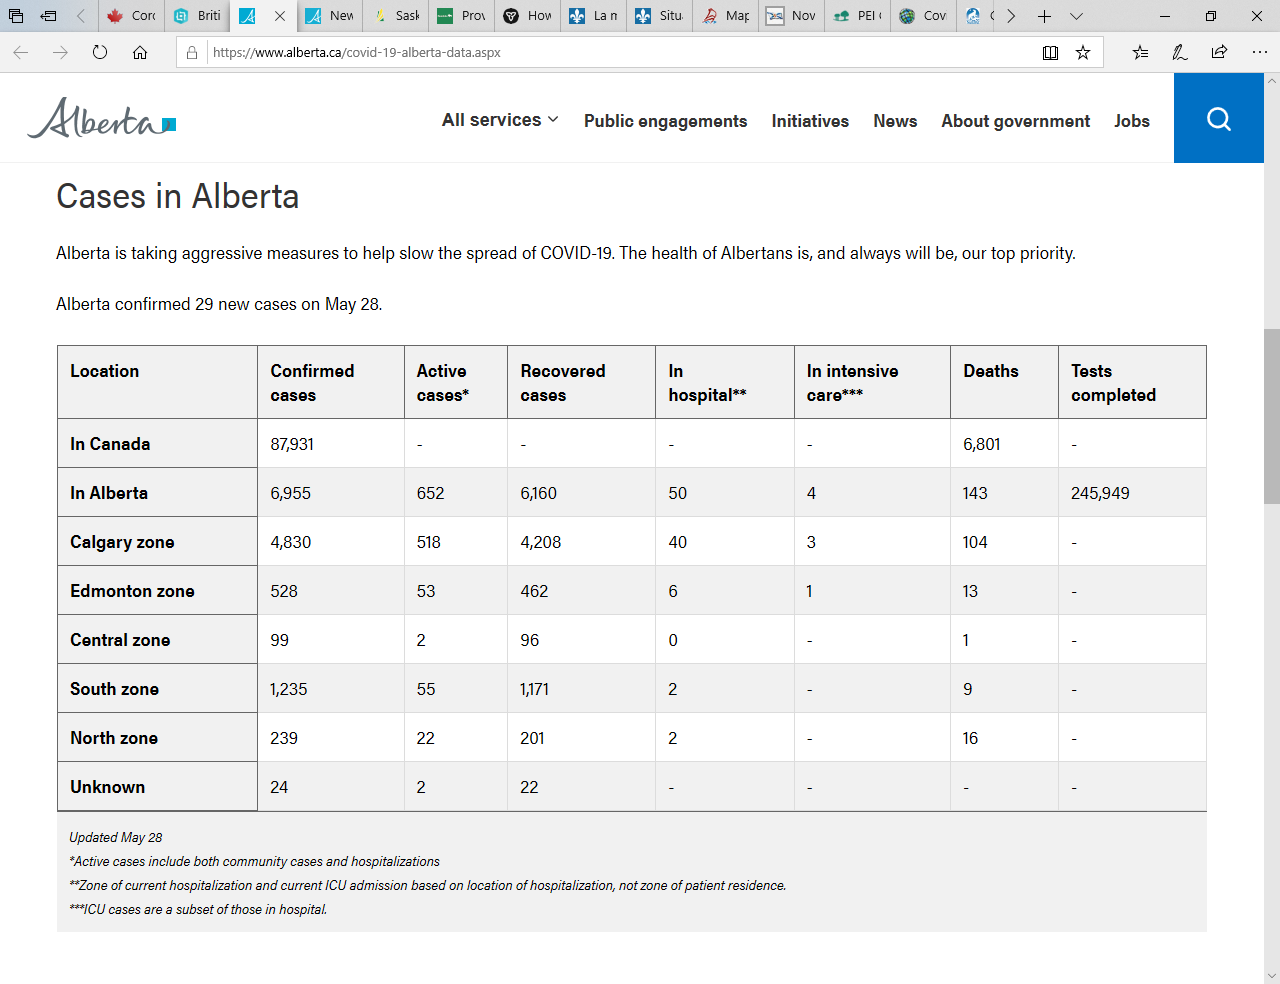 Corc
Briti
New
Sask
Prov
How
La m
Situ
Map
Nov
PEI
Cov
https://www.alberta.ca/covid-19-alberta-data.aspx
Alberta
All services
Public engagements
Initiatives
News
About government
Jobs
Cases in Alberta
Alberta is taking aggressive measures to help slow the spread of COVID-19. The health of Albertans is, and always will be, our top priority.
Alberta confirmed 29 new cases on May 28.
Location Confirmed cases Active cases* Recovered cases In hospital** In intensive care*** Deaths Tests completed
In Canada 87,931 - - - - 6,801 -
In Alberta 6,955 652 6,160 50 4 143 245,949
Calgary zone 4,830 518 4,208 40 3 104 -
Edmonton zone 528 53 462 6 1 13 -
Central zone 99 2 96 0 - 1 -
South zone 1,235 55 1,171 2 - 9 -
North zone 239 22 201 2 - 16 -
Unknown 24 2 22 - - - -
Updated May 28
*Active cases include both community cases and hospitalizations
**Zone of current hospitalization and current ICU admission based on location of hospitalization, not zone of patient residence.
***ICU cases are a subset of those in hospital.